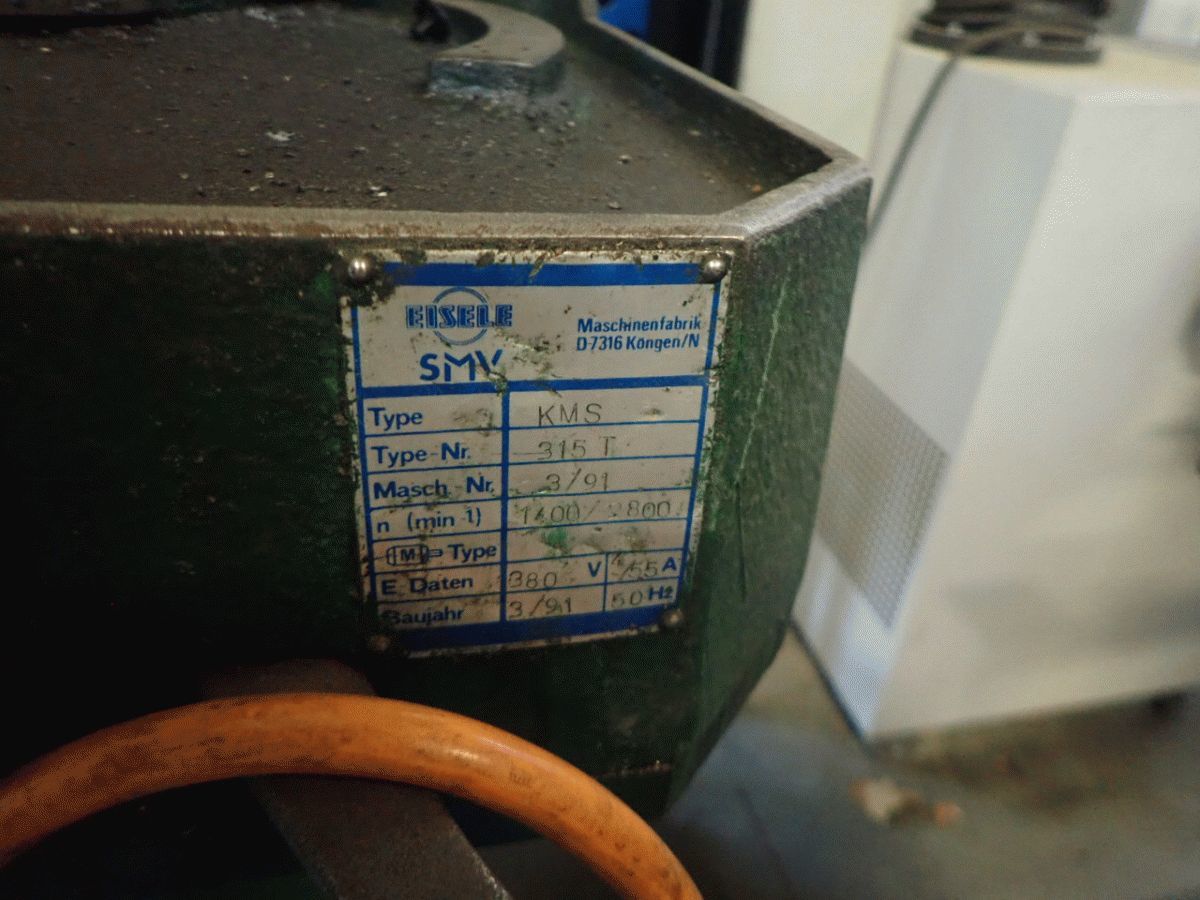 EISELE
SMV
Maschinenfabrik
D-7316 Köngen/N
Type KMS
Type-Nr. 315 T
Masch. Nr. 3/91
n (min-1) 1400/2800
M Type
E. Daten 380 V A
50 Hz
Baujahr 3/91